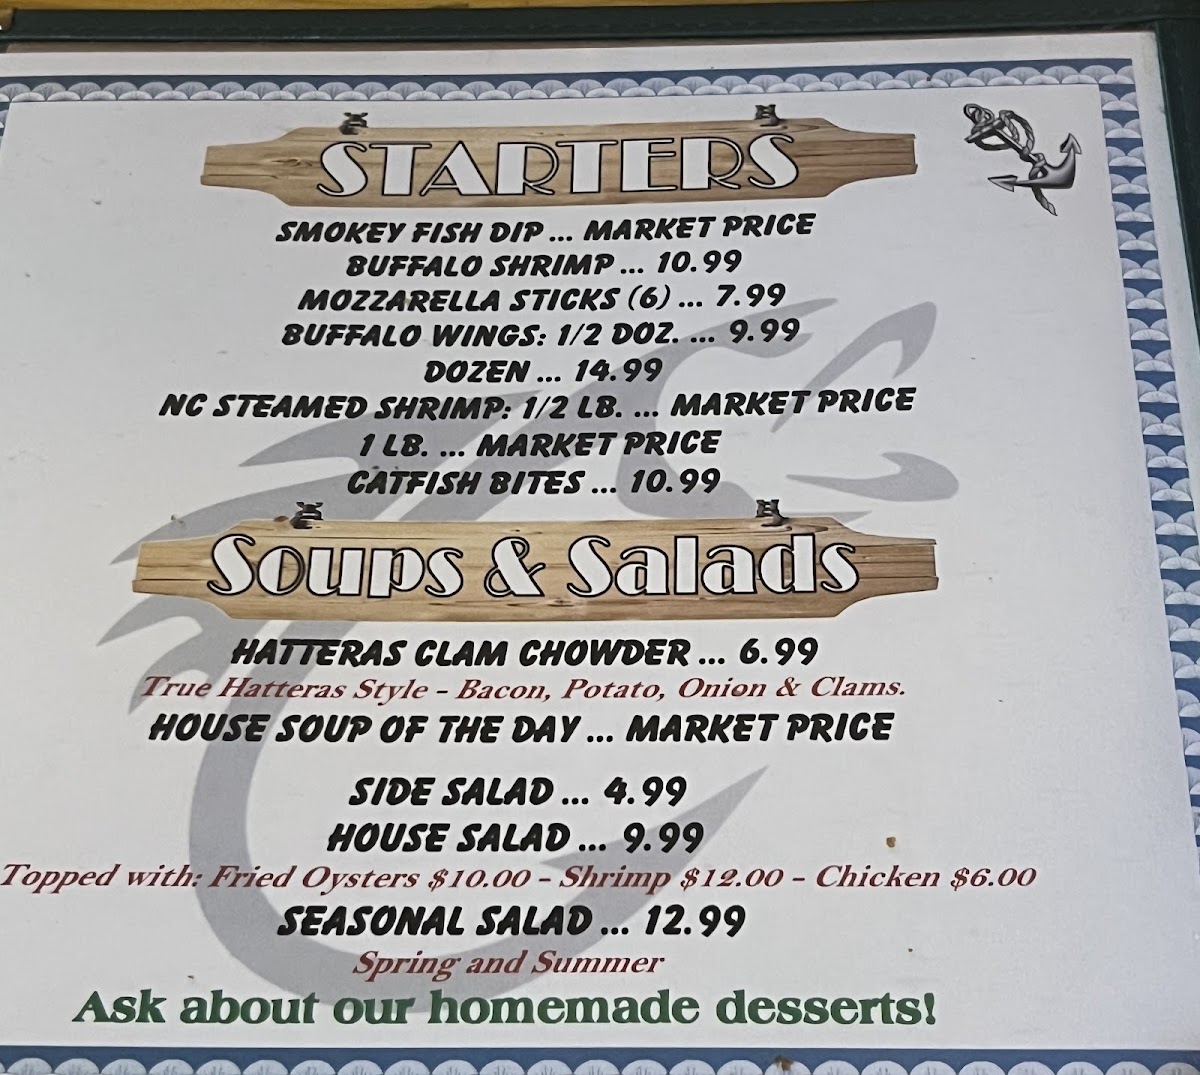 STARTERS
SMOKEY FISH DIP ... MARKET PRICE
BUFFALO SHRIMP ... 10.99
MOZZARELLA STICKS (6) ... 7.99
BUFFALO WINGS: 1/2 DOZ. ... 9.99
DOZEN ... 14.99
NC STEAMED SHRIMP: 1/2 LB. ... MARKET PRICE
1 LB. ... MARKET PRICE
CATFISH BITES ... 10.99
Soups & Salads
HATTERAS CLAM CHOWDER ... 6.99
True Hatteras Style - Bacon, Potato, Onion & Clams.
HOUSE SOUP OF THE DAY ... MARKET PRICE
SIDE SALAD ... 4.99
HOUSE SALAD ... 9.99
Topped with: Fried Oysters $10.00 - Shrimp $12.00 - Chicken $6.00
SEASONAL SALAD ... 12.99
Spring and Summer
Ask about our homemade desserts!